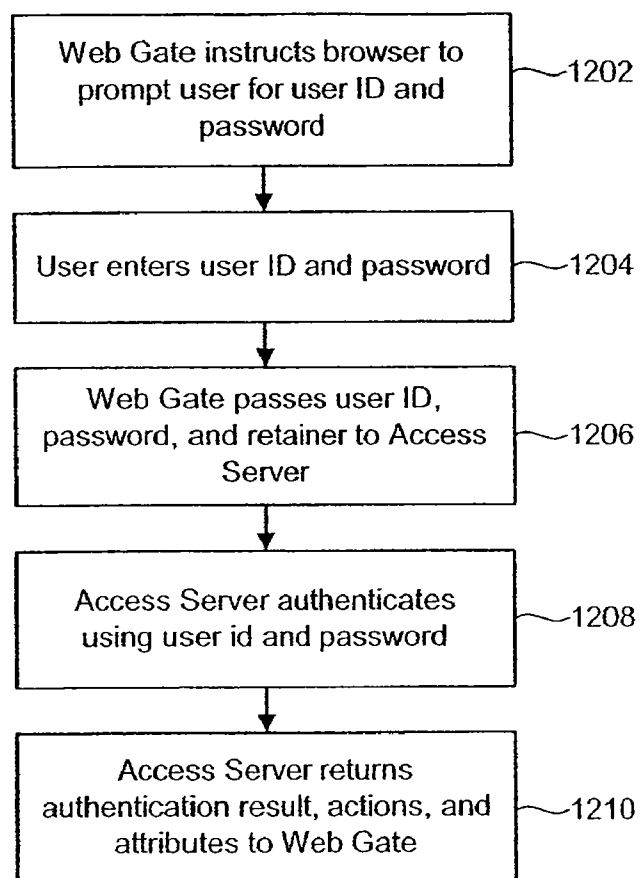 Web Gate instructs browser to
prompt user for user ID and
password
1202
User enters user ID and password
1204
Web Gate passes user ID,
password, and retainer to Access
Server
1206
Access Server authenticates
using user id and password
1208
Access Server returns
authentication result, actions, and
attributes to Web Gate
1210